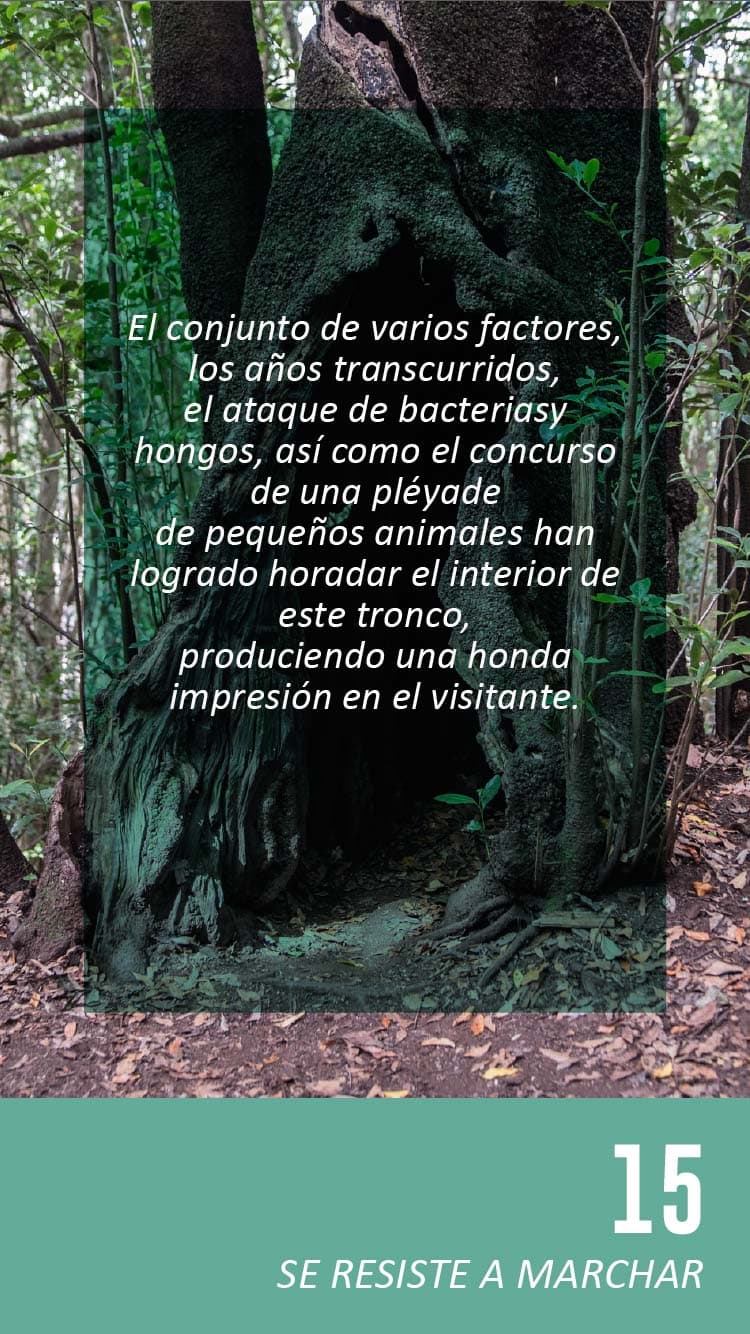 El conjunto de varios factores,
los años transcurridos,
el ataque de bacteriasy
hongos, así como el concurso
de una pléyade
de pequeños animales han
logrado horadar el interior de
este tronco,
produciendo una honda
impresión en el visitante.
15
SE RESISTE A MARCHAR